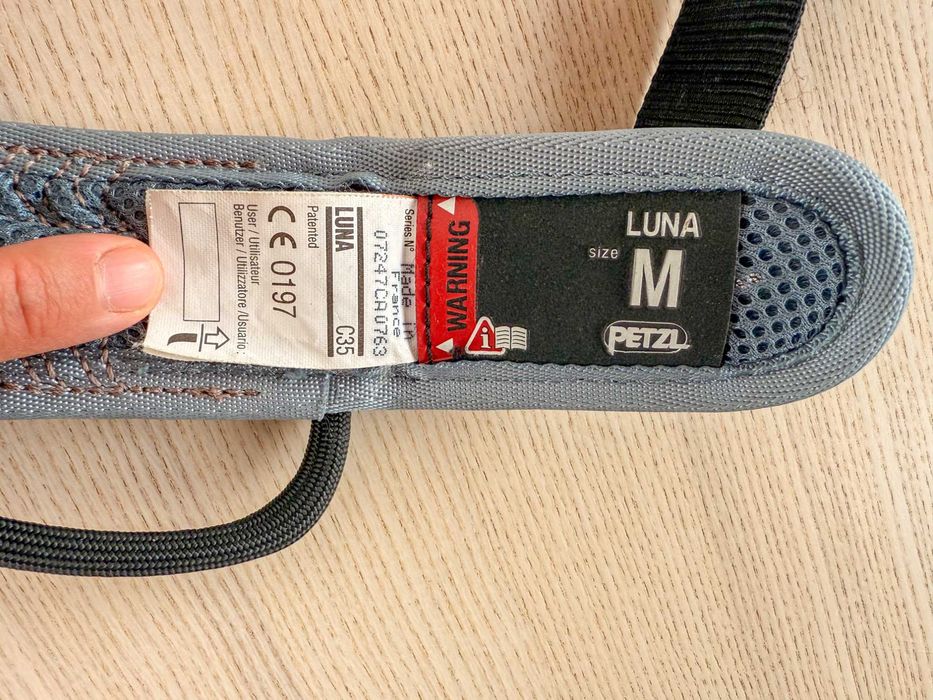 User / Utilisateur
Benutzer / Utilizzatore /Usuario :
CE 0197
Patented
LUNA C35
Series N°
07247CA0763
Made in
France
WARNING
i
LUNA
size
M
PETZL